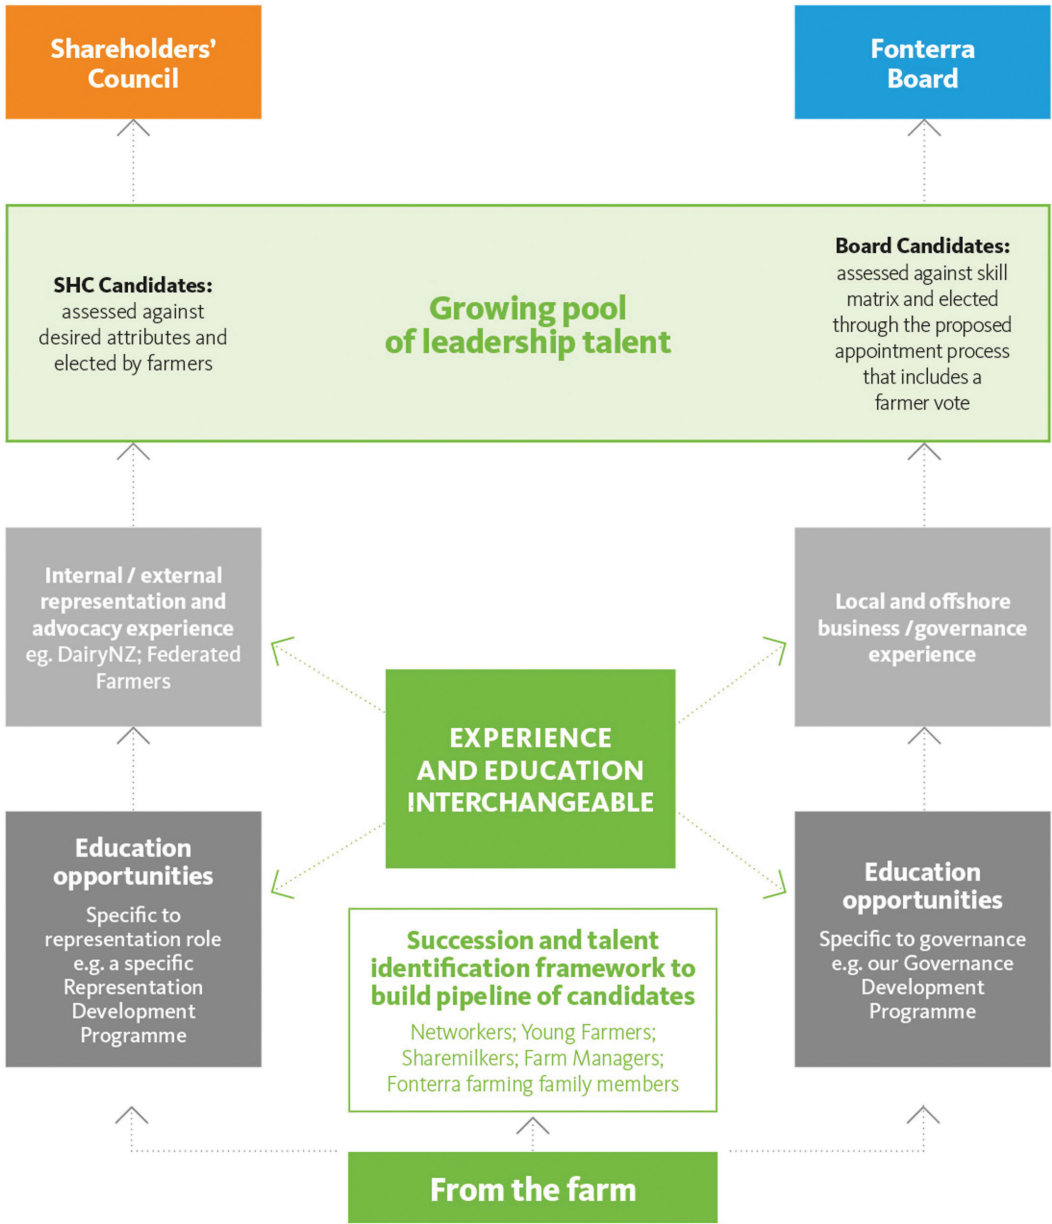 Shareholders’
Council
Fonterra
Board
SHC Candidates:
assessed against
desired attributes and
elected by farmers
Growing pool
of leadership talent
Board Candidates:
assessed against skill
matrix and elected
through the proposed
appointment process
that includes a
farmer vote
Internal / external
representation and
advocacy experience
eg. DairyNZ; Federated
Farmers
Local and offshore
business /governance
experience
EXPERIENCE
AND EDUCATION
INTERCHANGEABLE
Education
opportunities
Specific to
representation role
e.g. a specific
Representation
Development
Programme
Education
opportunities
Specific to governance
e.g. our Governance
Development
Programme
Succession and talent
identification framework to
build pipeline of candidates
Networkers; Young Farmers;
Sharemilkers; Farm Managers;
Fonterra farming family members
From the farm